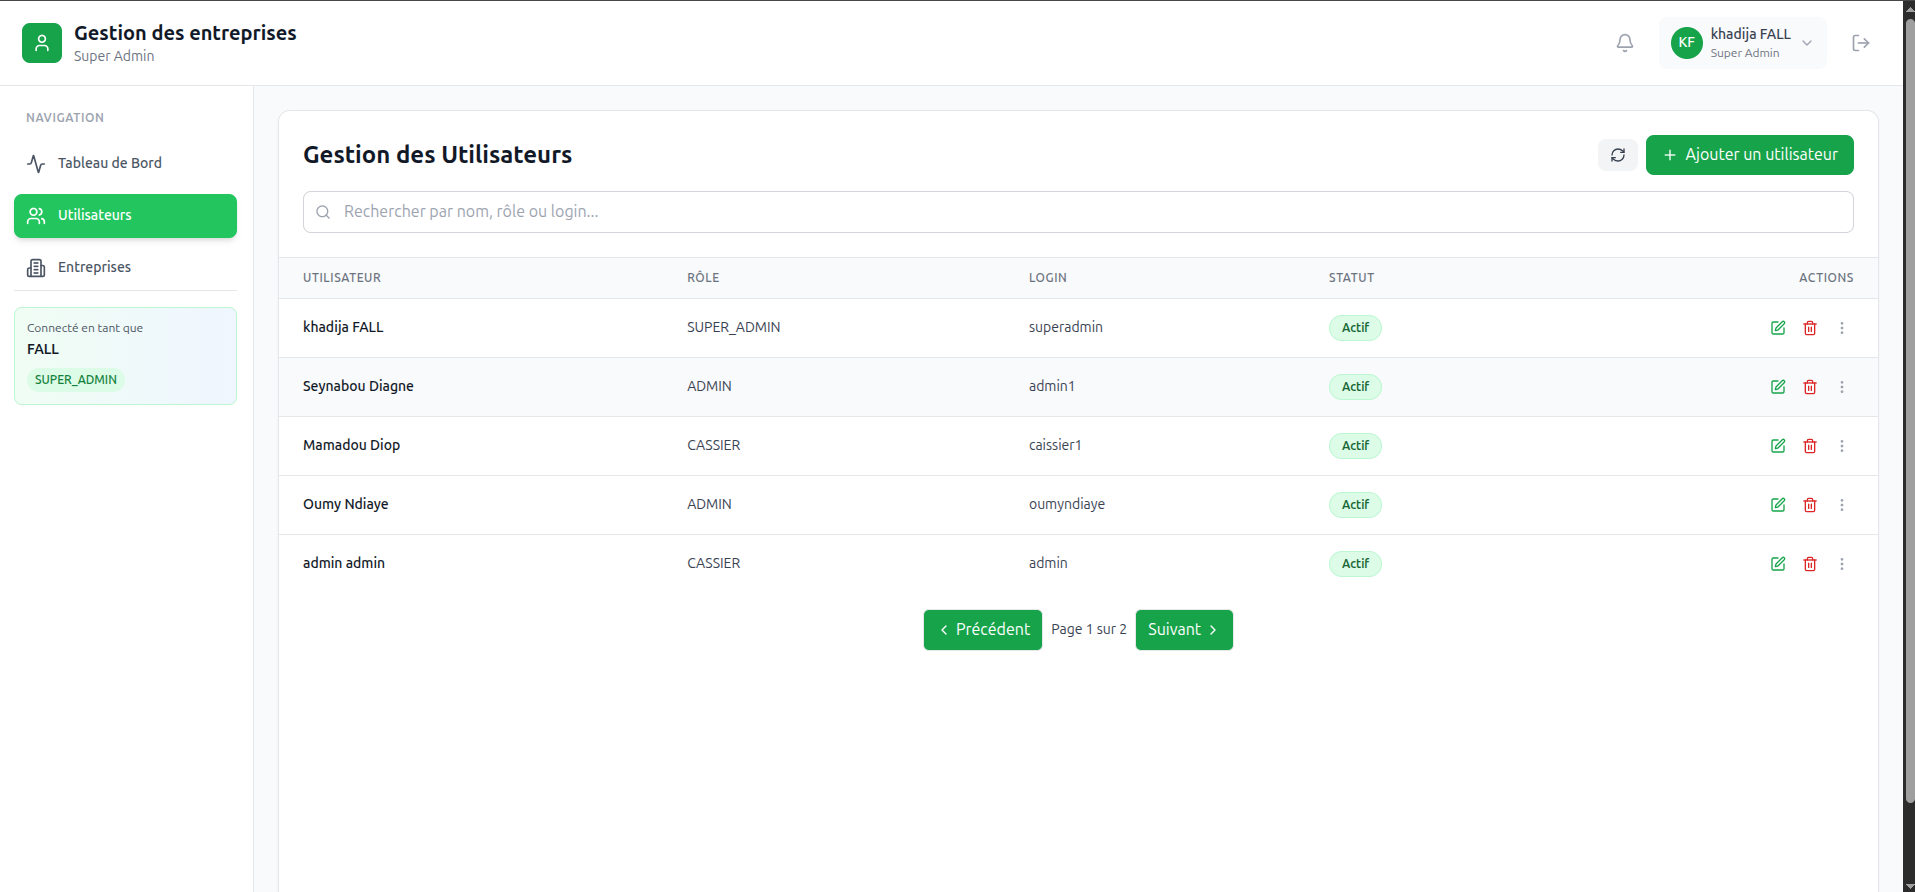 Gestion des entreprises
Super Admin
KF
khadija FALL
Super Admin
NAVIGATION
Tableau de Bord
Utilisateurs
Entreprises
Connecté en tant que
FALL
SUPER_ADMIN
Gestion des Utilisateurs
Ajouter un utilisateur
Rechercher par nom, rôle ou login...
UTILISATEUR RÔLE LOGIN STATUT ACTIONS
khadija FALL SUPER_ADMIN superadmin Actif
Seynabou Diagne ADMIN admin1 Actif
Mamadou Diop CASSIER caissier1 Actif
Oumy Ndiaye ADMIN oumyndiaye Actif
admin admin CASSIER admin Actif
Précédent Page 1 sur 2 Suivant